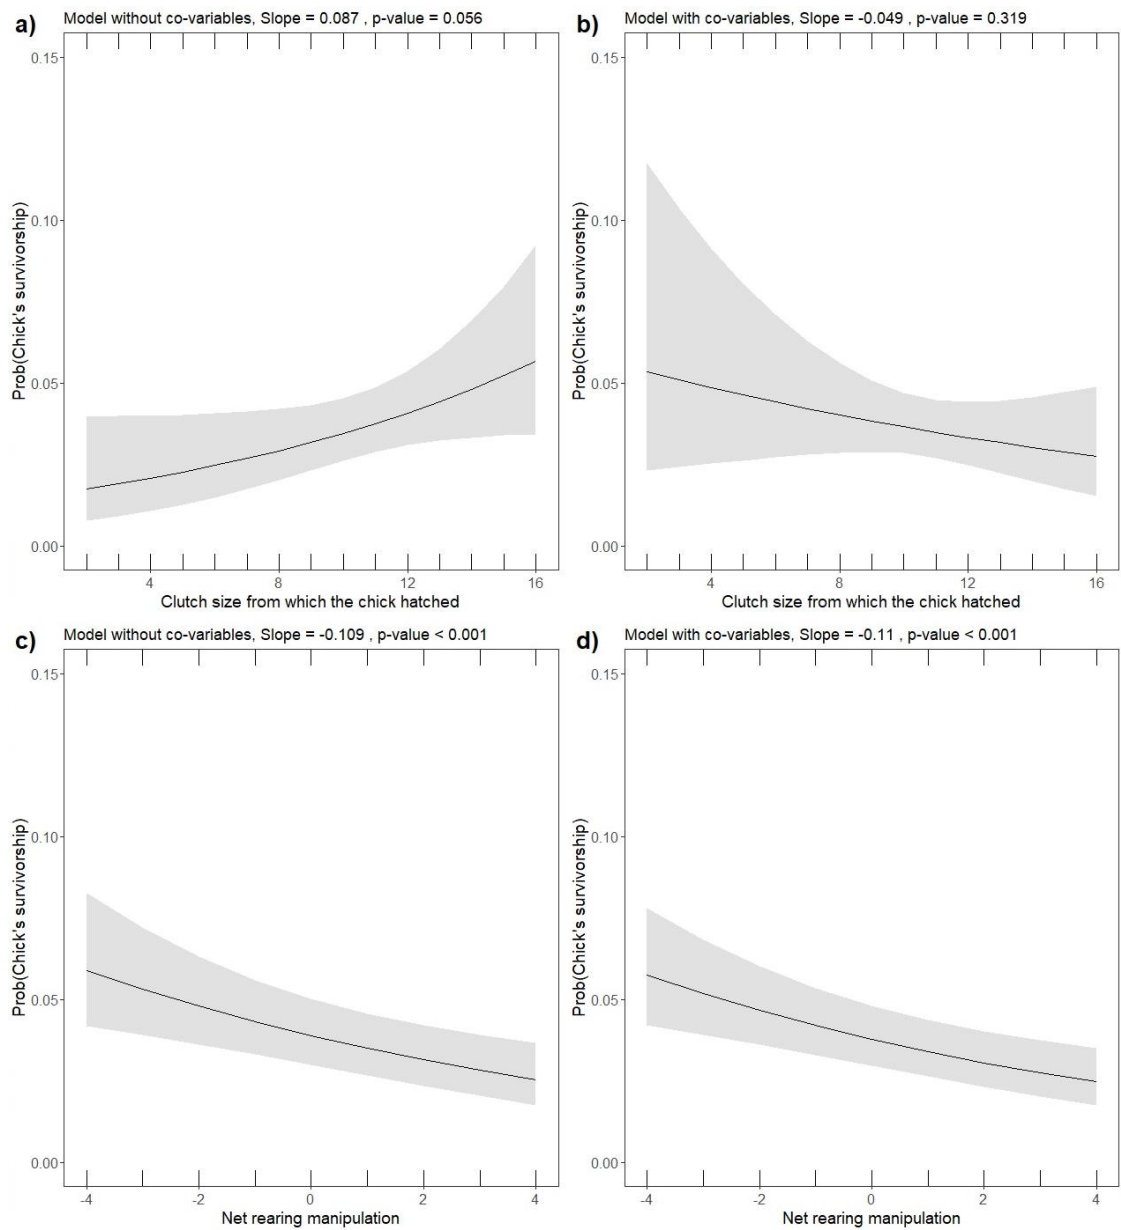 a) Model without co-variables, Slope = 0.087 , p-value = 0.056
0.15
0.10
0.05
0.00
Prob(Chick's survivorship)
4 8 12 16
Clutch size from which the chick hatched
b) Model with co-variables, Slope = -0.049 , p-value = 0.319
0.15
0.10
0.05
0.00
Prob(Chick's survivorship)
4 8 12 16
Clutch size from which the chick hatched
c) Model without co-variables, Slope = -0.109 , p-value < 0.001
0.15
0.10
0.05
0.00
Prob(Chick's survivorship)
-4 -2 0 2 4
Net rearing manipulation
d) Model with co-variables, Slope = -0.11 , p-value < 0.001
0.15
0.10
0.05
0.00
Prob(Chick's survivorship)
-4 -2 0 2 4
Net rearing manipulation